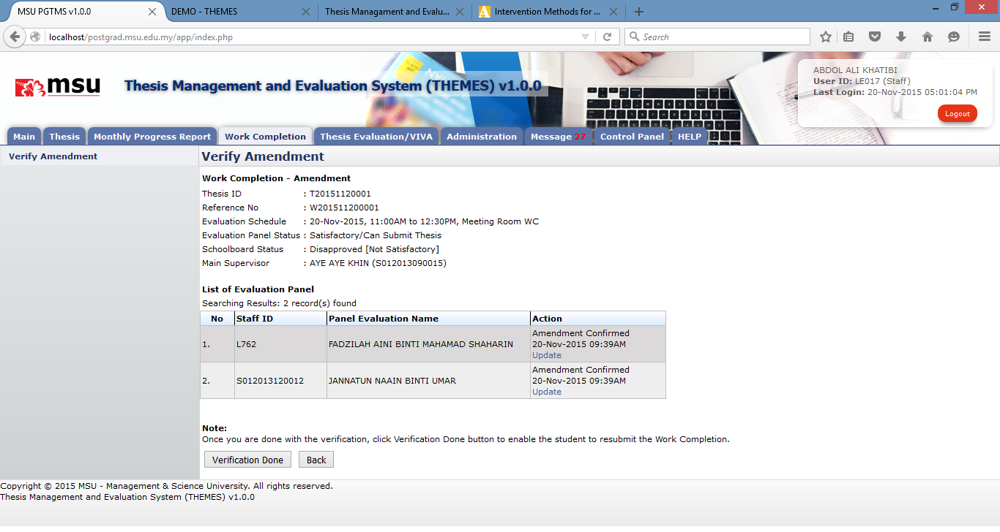 MSU PGTMS v1.0.0
DEMO - THEMES
Thesis Managament and Evalu...
Intervention Methods for ...
localhost/postgrad.msu.edu.my/app/index.php
Search
msu
Thesis Management and Evaluation System (THEMES) v1.0.0
ABDOL ALI KHATIBI
User ID: LE017 (Staff)
Last Login: 20-Nov-2015 05:01:04 PM
Logout
Main
Thesis
Monthly Progress Report
Work Completion
Thesis Evaluation/VIVA
Administration
Message 27
Control Panel
HELP
Verify Amendment
Verify Amendment
Work Completion - Amendment
Thesis ID : T20151120001
Reference No : W201511200001
Evaluation Schedule : 20-Nov-2015, 11:00AM to 12:30PM, Meeting Room WC
Evaluation Panel Status : Satisfactory/Can Submit Thesis
Schoolboard Status : Disapproved [Not Satisfactory]
Main Supervisor : AYE AYE KHIN (S012013090015)
List of Evaluation Panel
Searching Results: 2 record(s) found
No Staff ID Panel Evaluation Name Action
1. L762 FADZILAH AINI BINTI MAHAMAD SHAHARIN Amendment Confirmed
20-Nov-2015 09:39AM
Update
2. S012013120012 JANNATUN NAAIN BINTI UMAR Amendment Confirmed
20-Nov-2015 09:39AM
Update
Note:
Once you are done with the verification, click Verification Done button to enable the student to resubmit the Work Completion.
Verification Done
Back
Copyright © 2015 MSU - Management & Science University. All rights reserved.
Thesis Management and Evaluation System (THEMES) v1.0.0